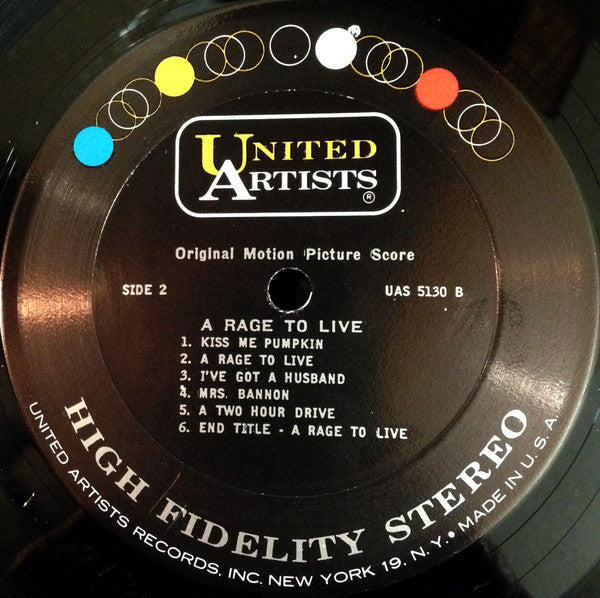 UNITED
ARTISTS
®
Original Motion Picture Score
SIDE 2
UAS 5130 B
A RAGE TO LIVE
1. KISS ME PUMPKIN
2. A RAGE TO LIVE
3. I'VE GOT A HUSBAND
4. MRS. BANNON
5. A TWO HOUR DRIVE
6. END TITLE - A RAGE TO LIVE
HIGH FIDELITY STEREO
UNITED ARTISTS RECORDS, INC. NEW YORK 19, N.Y. • MADE IN U.S.A.